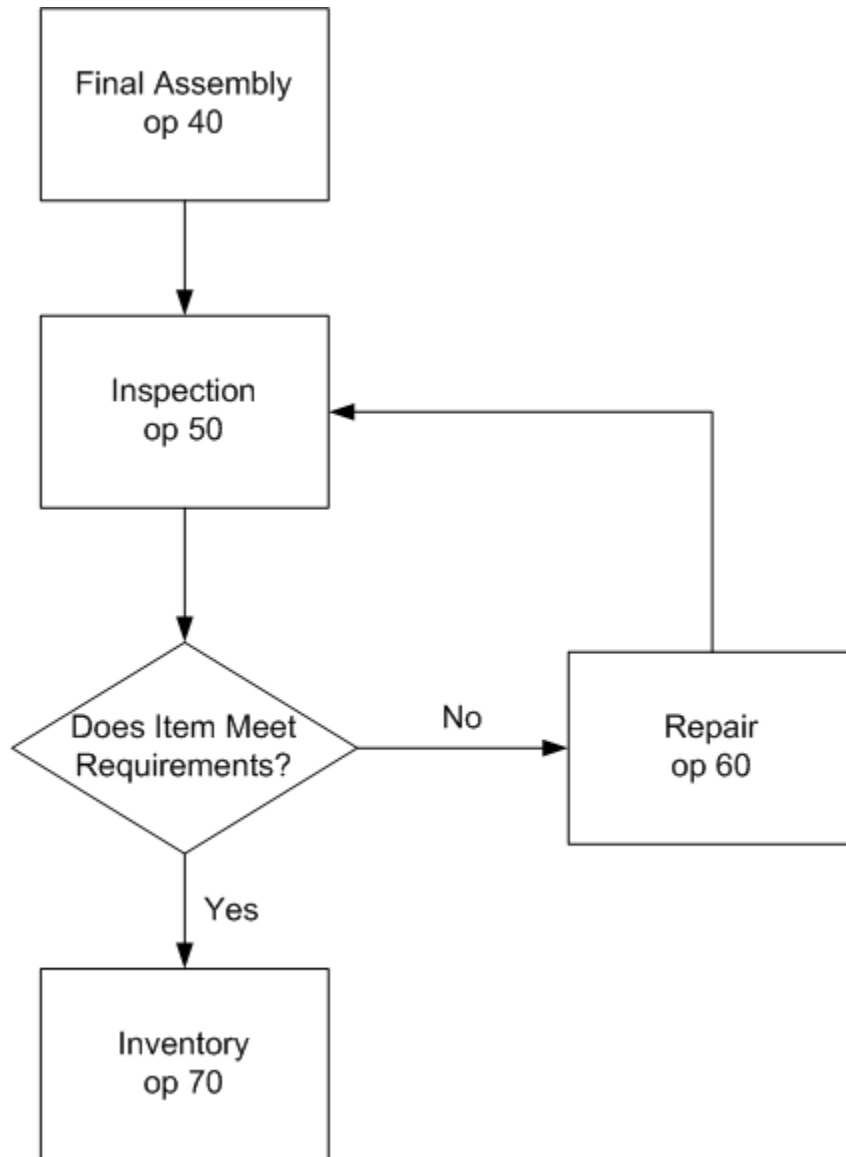 Final Assembly
op 40
Inspection
op 50
Does Item Meet
Requirements?
No
Repair
op 60
Yes
Inventory
op 70